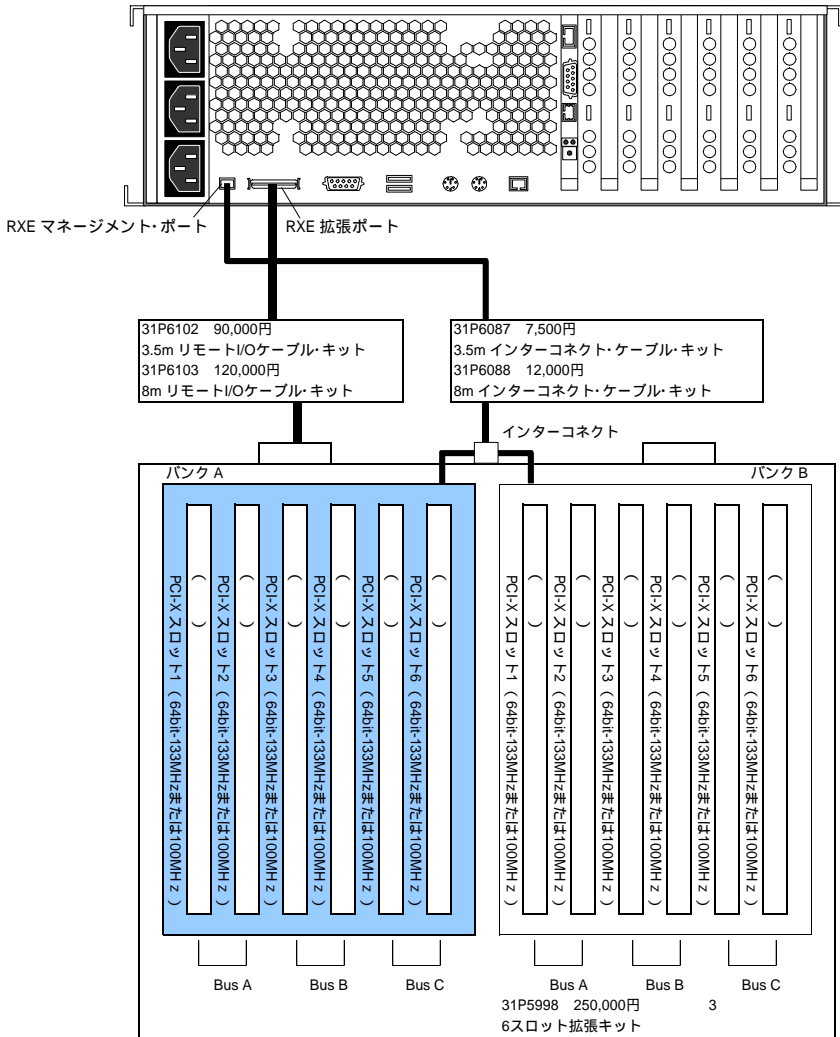 RXE マネージメント・ポート
RXE 拡張ポート
31P6102 90,000円
3.5m リモートI/Oケーブル・キット
31P6103 120,000円
8m リモートI/Oケーブル・キット
31P6087 7,500円
3.5m インターコネクト・ケーブル・キット
31P6088 12,000円
8m インターコネクト・ケーブル・キット
インターコネクト
バンク A
バンク B
PCI-X スロット1（64bit-133MHzまたは100MHz）
（ ）
PCI-X スロット2（64bit-133MHzまたは100MHz）
（ ）
PCI-X スロット3（64bit-133MHzまたは100MHz）
（ ）
PCI-X スロット4（64bit-133MHzまたは100MHz）
（ ）
PCI-X スロット5（64bit-133MHzまたは100MHz）
（ ）
PCI-X スロット6（64bit-133MHzまたは100MHz）
（ ）
PCI-X スロット1（64bit-133MHzまたは100MHz）
（ ）
PCI-X スロット2（64bit-133MHzまたは100MHz）
（ ）
PCI-X スロット3（64bit-133MHzまたは100MHz）
（ ）
PCI-X スロット4（64bit-133MHzまたは100MHz）
（ ）
PCI-X スロット5（64bit-133MHzまたは100MHz）
（ ）
PCI-X スロット6（64bit-133MHzまたは100MHz）
（ ）
Bus A
Bus B
Bus C
Bus A
Bus B
Bus C
31P5998 250,000円 3
6スロット拡張キット